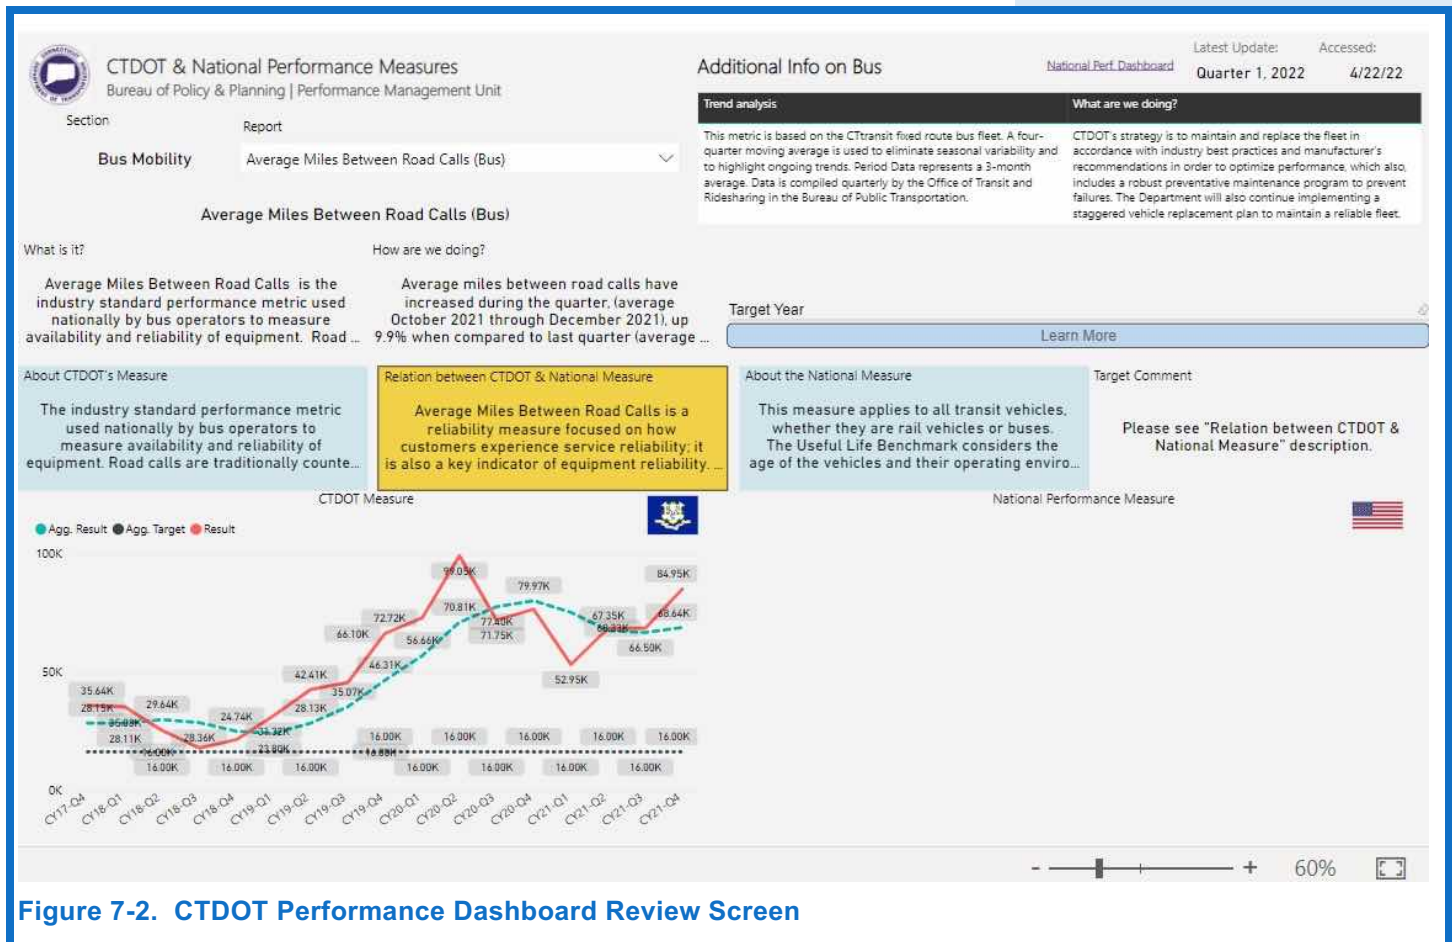 CTDOT & National Performance Measures
Bureau of Policy & Planning | Performance Management Unit
Section
Report
Bus Mobility
Average Miles Between Road Calls (Bus)
Average Miles Between Road Calls (Bus)
Additional Info on Bus
National Perf. Dashboard
Latest Update:
Accessed:
Quarter 1, 2022
4/22/22
Trend analysis
What are we doing?
This metric is based on the CTtransit fixed route bus fleet. A four-
quarter moving average is used to eliminate seasonal variability and
to highlight ongoing trends. Period Data represents a 3-month
average. Data is compiled quarterly by the Office of Transit and
Ridesharing in the Bureau of Public Transportation.
CTDOT's strategy is to maintain and replace the fleet in
accordance with industry best practices and manufacturer's
recommendations in order to optimize performance, which also,
includes a robust preventative maintenance program to prevent
failures. The Department will also continue implementing a
staggered vehicle replacement plan to maintain a reliable fleet.
What is it?
Average Miles Between Road Calls is the
industry standard performance metric used
nationally by bus operators to measure
availability and reliability of equipment. Road ...
How are we doing?
Average miles between road calls have
increased during the quarter, (average
October 2021 through December 2021), up
9.9% when compared to last quarter (average ...
Target Year
Learn More
About CTDOT's Measure
The industry standard performance metric
used nationally by bus operators to
measure availability and reliability of
equipment. Road calls are traditionally counte...
Relation between CTDOT & National Measure
Average Miles Between Road Calls is a
reliability measure focused on how
customers experience service reliability; it
is also a key indicator of equipment reliability. ...
About the National Measure
This measure applies to all transit vehicles,
whether they are rail vehicles or buses.
The Useful Life Benchmark considers the
age of the vehicles and their operating enviro...
Target Comment
Please see "Relation between CTDOT &
National Measure" description.
CTDOT Measure
National Performance Measure
Agg. Result Agg. Target Result
100K
50K
0K
99.05K
84.95K
79.97K
72.72K
70.81K
67.35K
68.64K
66.10K
56.66K
77.40K
71.75K
66.50K
46.31K
42.41K
52.95K
35.64K
35.07K
28.15K
29.64K
24.74K
28.13K
28.11K
28.36K
23.80K
16.00K 16.00K 16.00K 16.00K 16.00K
16.00K 16.00K 16.00K 16.00K 16.00K 16.00K 16.00K
CY17-Q4 CY18-Q1 CY18-Q2 CY18-Q3 CY18-Q4 CY19-Q1 CY19-Q2 CY19-Q3 CY19-Q4 CY20-Q1 CY20-Q2 CY20-Q3 CY20-Q4 CY21-Q1 CY21-Q2 CY21-Q3 CY21-Q4
- + 60%
Figure 7-2. CTDOT Performance Dashboard Review Screen